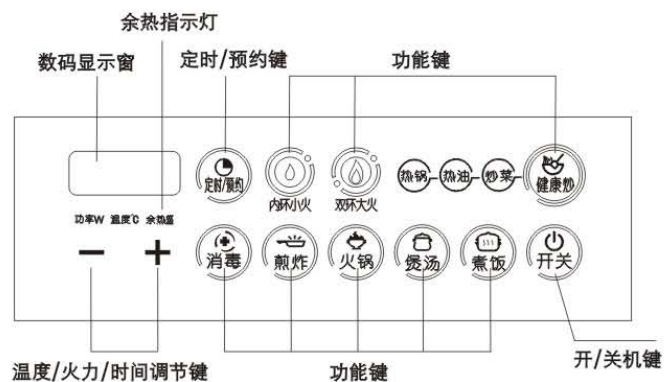 余热指示灯
数码显示窗
定时/预约键
功能键
定时/预约
内环小火
双环大火
热锅
热油
炒菜
健康炒
功率W 温度℃ 余热温
消毒
煎炸
火锅
煲汤
煮饭
开关
温度/火力/时间调节键
功能键
开/关机键